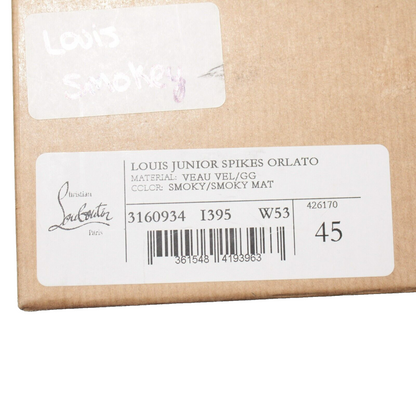 Louis
Smokey
LOUIS JUNIOR SPIKES ORLATO
MATERIAL: VEAU VEL/GG
COLOR: SMOKY/SMOKY MAT
Christian
Louboutin
Paris
3160934 I395 W53
426170
45
361548 4193963